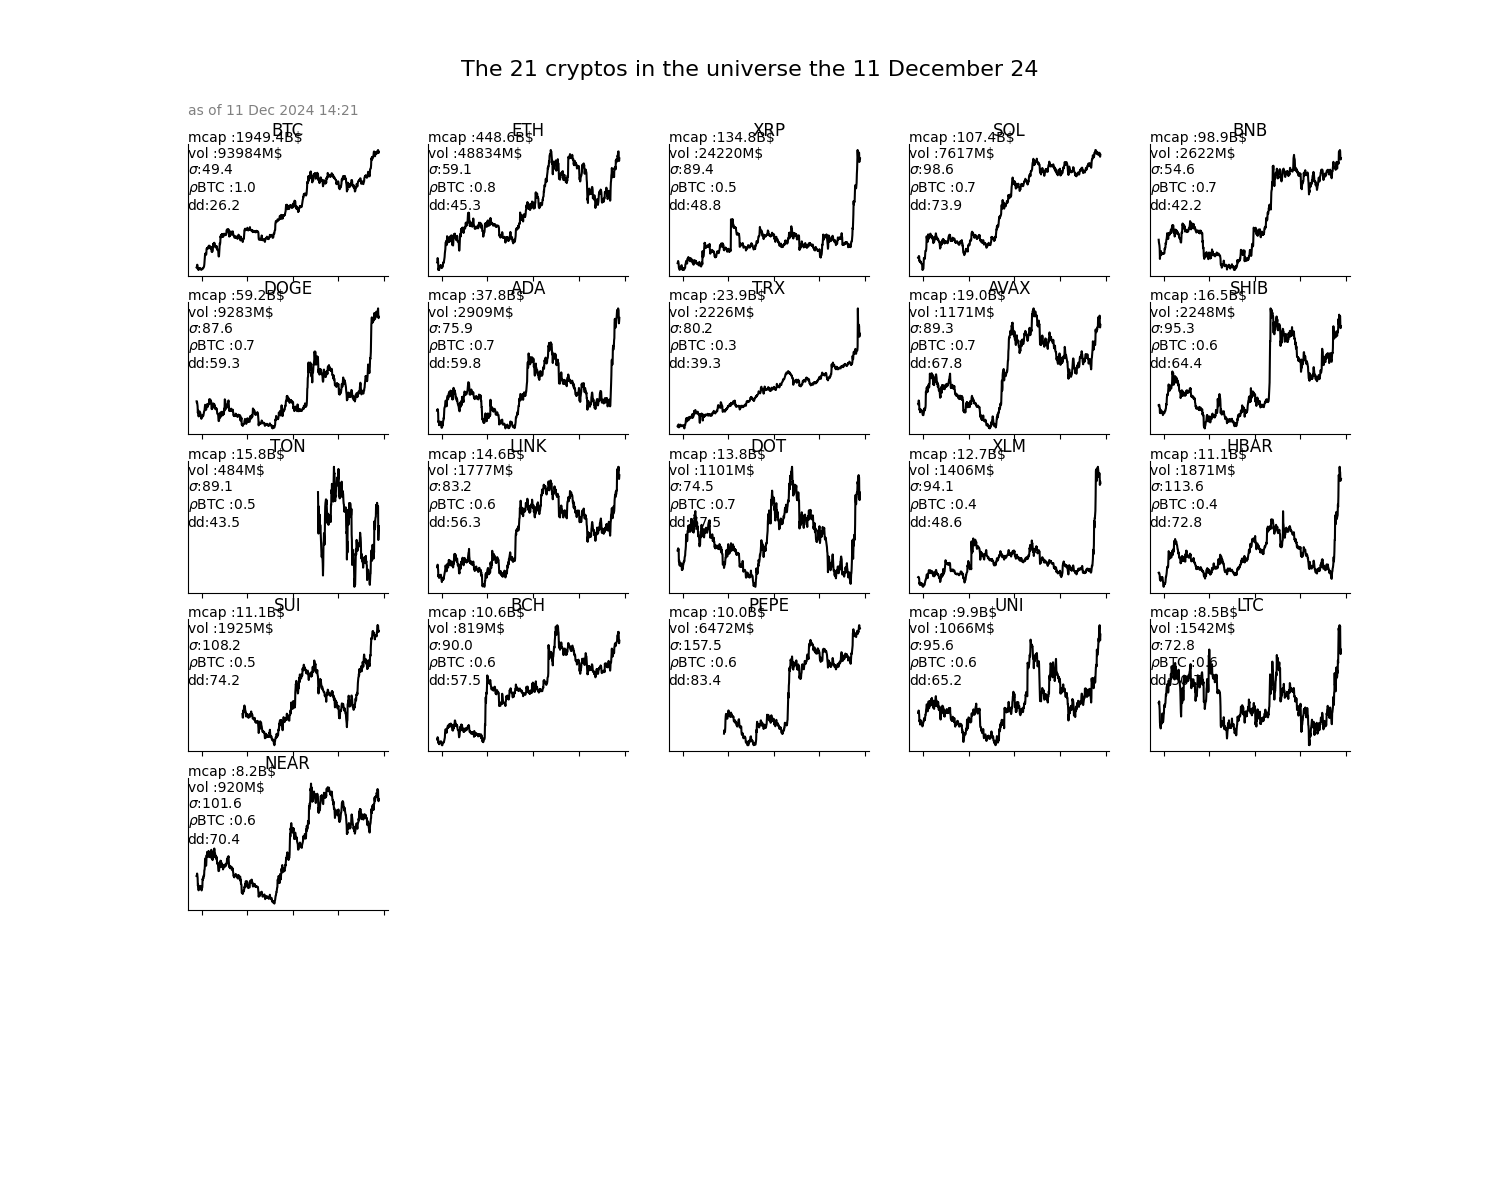 The 21 cryptos in the universe the 11 December 24
as of 11 Dec 2024 14:21
BTC
mcap :1949.4B$
vol :93984M$
σ:49.4
ρBTC :1.0
dd:26.2
ETH
mcap :448.6B$
vol :48834M$
σ:59.1
ρBTC :0.8
dd:45.3
XRP
mcap :134.8B$
vol :24220M$
σ:89.4
ρBTC :0.5
dd:48.8
SOL
mcap :107.4B$
vol :7617M$
σ:98.6
ρBTC :0.7
dd:73.9
BNB
mcap :98.9B$
vol :2622M$
σ:54.6
ρBTC :0.7
dd:42.2
DOGE
mcap :59.2B$
vol :9283M$
σ:87.6
ρBTC :0.7
dd:59.3
ADA
mcap :37.8B$
vol :2909M$
σ:75.9
ρBTC :0.7
dd:59.8
TRX
mcap :23.9B$
vol :2226M$
σ:80.2
ρBTC :0.3
dd:39.3
AVAX
mcap :19.0B$
vol :1171M$
σ:89.3
ρBTC :0.7
dd:67.8
SHIB
mcap :16.5B$
vol :2248M$
σ:95.3
ρBTC :0.6
dd:64.4
TON
mcap :15.8B$
vol :484M$
σ:89.1
ρBTC :0.5
dd:43.5
LINK
mcap :14.6B$
vol :1777M$
σ:83.2
ρBTC :0.6
dd:56.3
DOT
mcap :13.8B$
vol :1101M$
σ:74.5
ρBTC :0.7
XLM
mcap :12.7B$
vol :1406M$
σ:94.1
ρBTC :0.4
dd:48.6
HBAR
mcap :11.1B$
vol :1871M$
σ:113.6
ρBTC :0.4
dd:72.8
SUI
mcap :11.1B$
vol :1925M$
σ:108.2
ρBTC :0.5
dd:74.2
BCH
mcap :10.6B$
vol :819M$
σ:90.0
ρBTC :0.6
dd:57.5
PEPE
mcap :10.0B$
vol :6472M$
σ:157.5
ρBTC :0.6
dd:83.4
UNI
mcap :9.9B$
vol :1066M$
σ:95.6
ρBTC :0.6
dd:65.2
LTC
mcap :8.5B$
vol :1542M$
σ:72.8
ρBTC :0.6
NEAR
mcap :8.2B$
vol :920M$
σ:101.6
ρBTC :0.6
dd:70.4